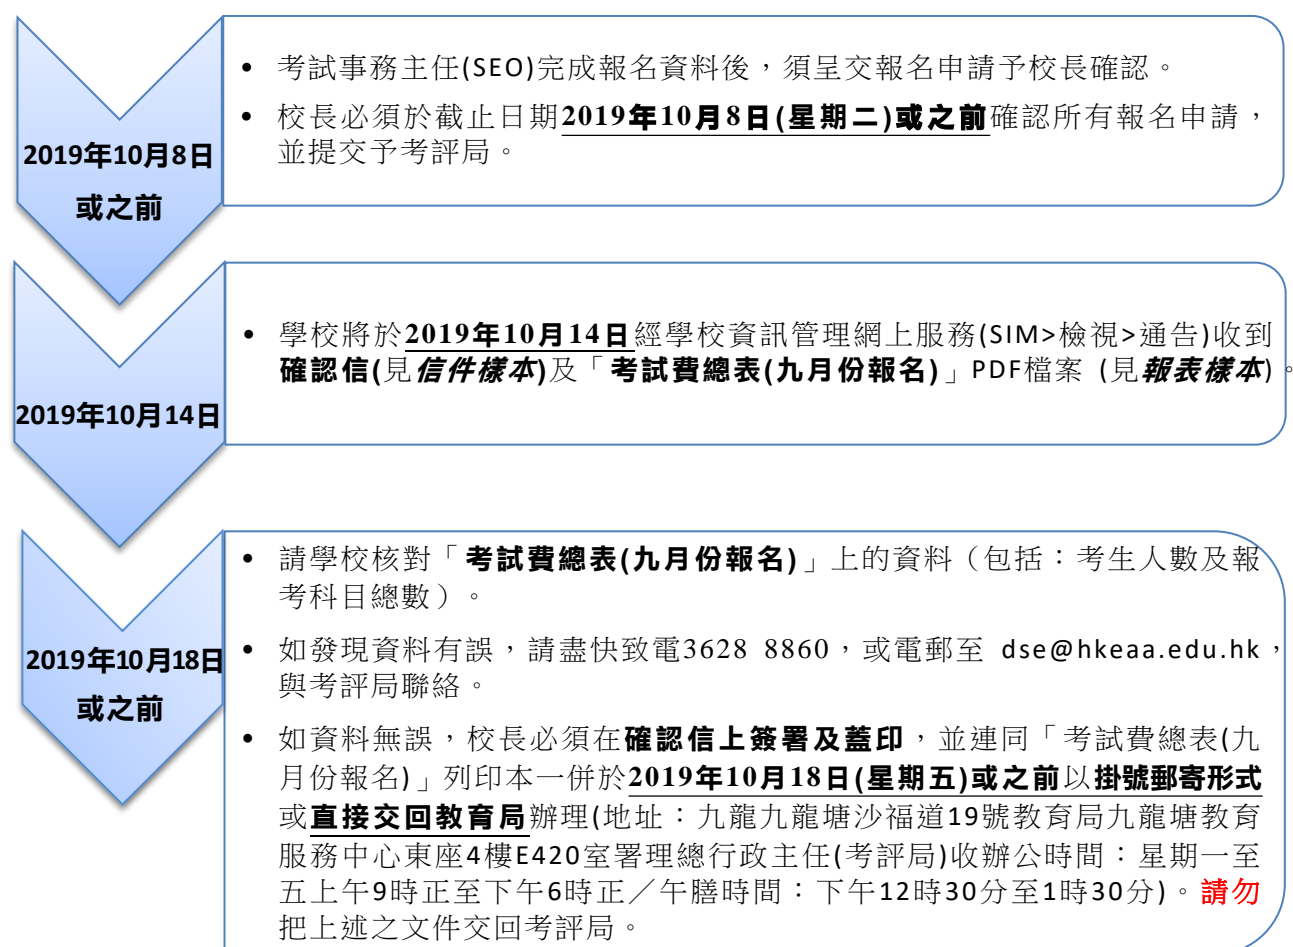 2019年10月8日
或之前
• 考試事務主任(SEO)完成報名資料後，須呈交報名申請予校長確認。
• 校長必須於截止日期2019年10月8日(星期二)或之前確認所有報名申請，
並提交予考評局。
2019年10月14日
• 學校將於2019年10月14日經學校資訊管理網上服務(SIM>檢視>通告)收到
確認信(見信件樣本)及「考試費總表(九月份報名)」PDF檔案 (見報表樣本)。
2019年10月18日
或之前
• 請學校核對「考試費總表(九月份報名)」上的資料（包括：考生人數及報
考科目總數）。
• 如發現資料有誤，請盡快致電3628 8860，或電郵至 dse@hkeaa.edu.hk，
與考評局聯絡。
• 如資料無誤，校長必須在確認信上簽署及蓋印，並連同「考試費總表(九
月份報名)」列印本一併於2019年10月18日(星期五)或之前以掛號郵寄形式
或直接交回教育局辦理(地址：九龍九龍塘沙福道19號教育局九龍塘教育
服務中心東座4樓E420室署理總行政主任(考評局)收辦公時間：星期一至
五上午9時正至下午6時正／午膳時間：下午12時30分至1時30分)。請勿
把上述之文件交回考評局。